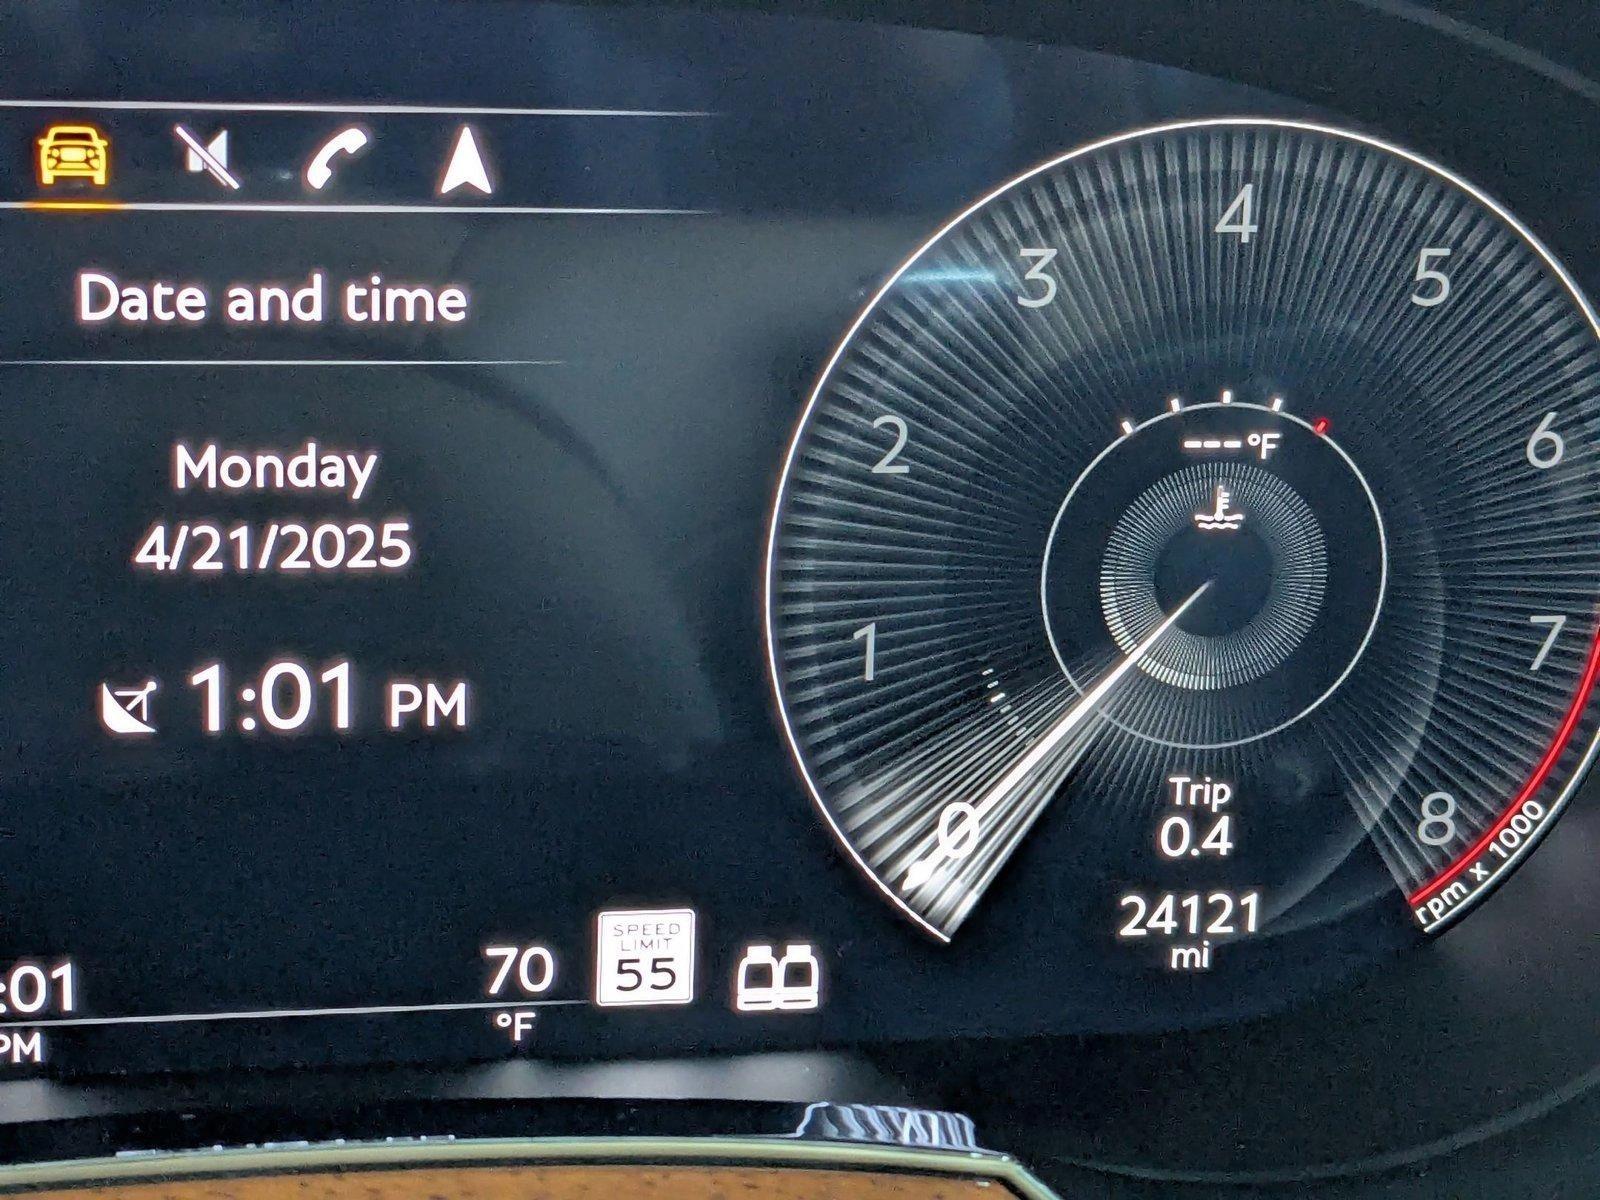 Date and time
Monday
4/21/2025
1:01 PM
:01
PM
70
°F
SPEED
LIMIT
55
0
1
2
3
4
5
6
7
8
rpm x 1000
---°F
Trip
0.4
24121
mi